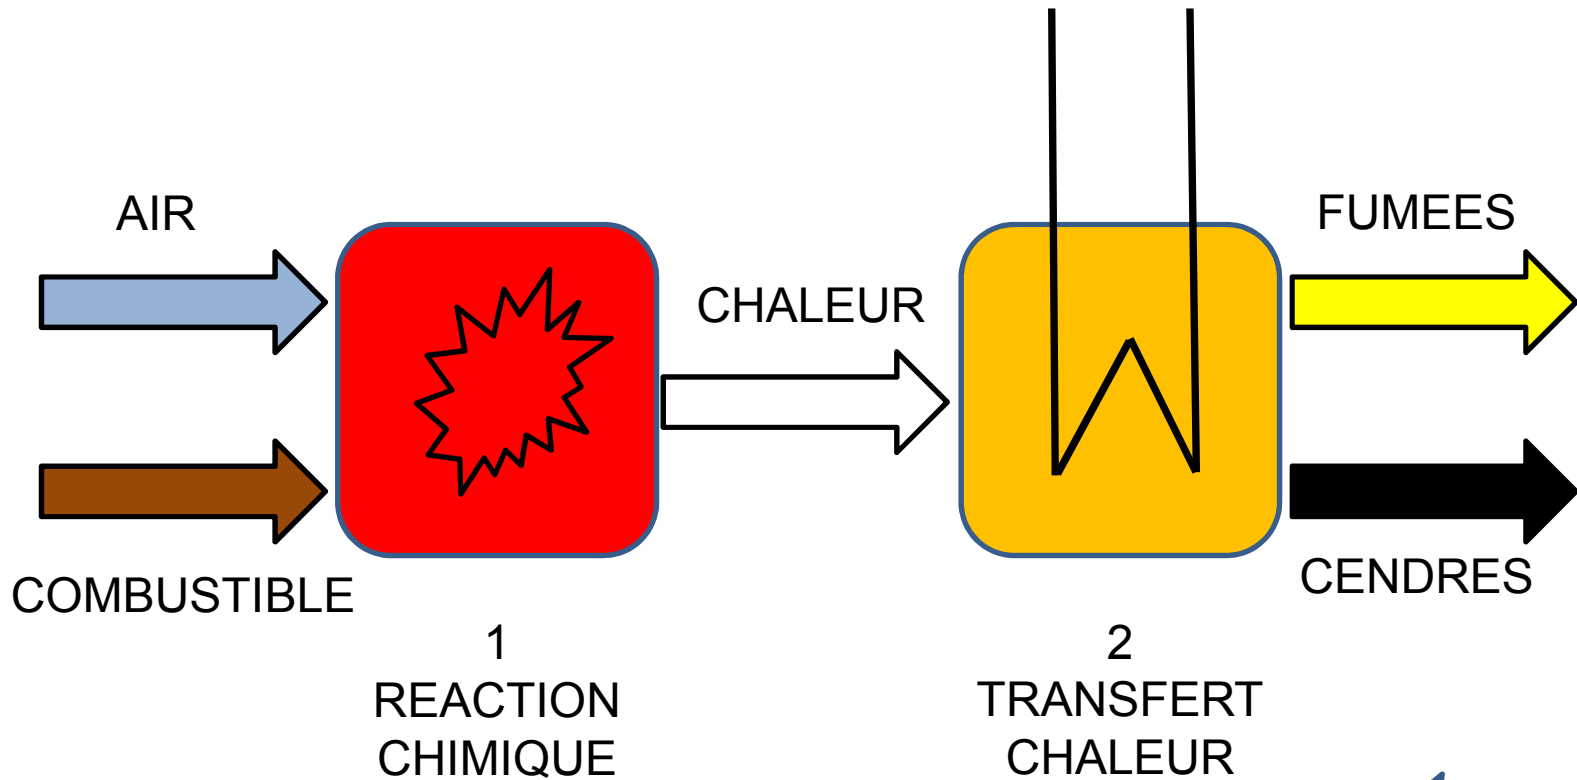 AIR
FUMEES
CHALEUR
COMBUSTIBLE
CENDRES
1
REACTION
CHIMIQUE
2
TRANSFERT
CHALEUR